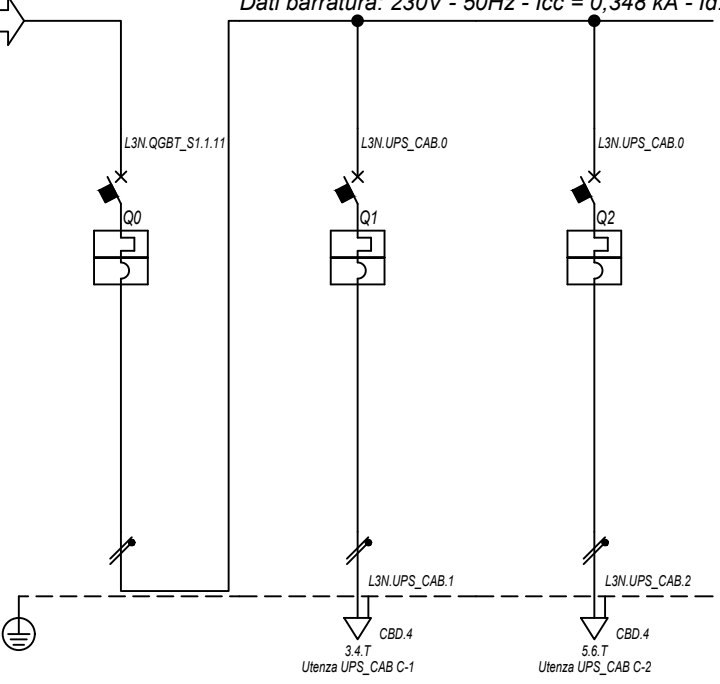 Dati barratura: 230V - 50Hz - Icc = 0,348 kA - Id
L3N.QGBT_S1.1.11
L3N.UPS_CAB.0
L3N.UPS_CAB.0
Q0
Q1
Q2
L3N.UPS_CAB.1
L3N.UPS_CAB.2
CBD.4
CBD.4
3.4.T
5.6.T
Utenza UPS_CAB C-1
Utenza UPS_CAB C-2